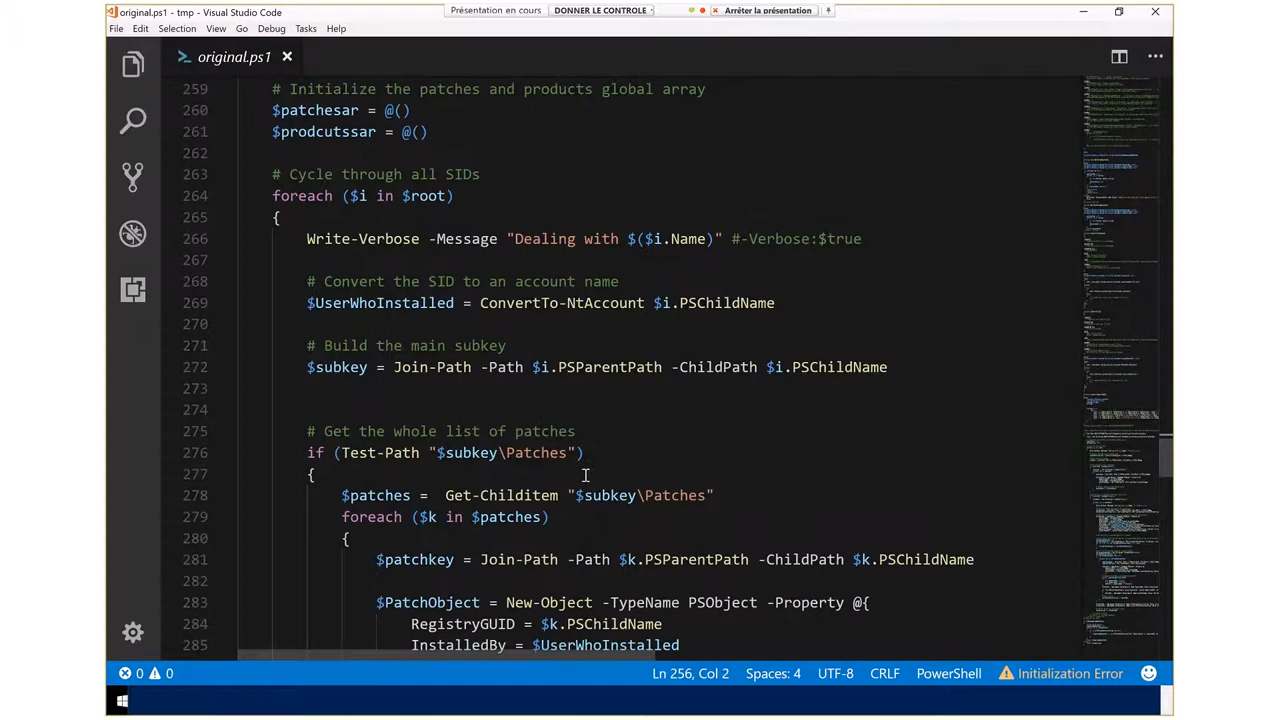 original.ps1 - tmp - Visual Studio Code
Présentation en cours
DONNER LE CONTROLE
Arrêter la présentation
File Edit Selection View Go Debug Tasks Help
original.ps1
259 # Initialize the patches and products global array
260 $patchesar = @()
261 $prodcutssar = @()
262
263 # Cycle through all SIDs
264 foreach ($i in $root)
265 {
266 Write-Verbose -Message "Dealing with $($i.Name)" #-Verbose:$true
267
268 # Convert the SID to an account name
269 $UserWhoInstalled = ConvertTo-NtAccount $i.PSChildName
270
271 # Build the main subkey
272 $subkey = Join-Path -Path $i.PSParentPath -ChildPath $i.PSChildName
273
274
275 # Get the whole list of patches
276 if (Test-Path "$subkey\Patches")
277 {
278 $patches = Get-Childitem "$subkey\Patches"
279 foreach ($k in $patches)
280 {
281 $patchkey = Join-Path -Path $k.PSParentPath -ChildPath $k.PSChildName
282
283 $PatchObject = New-Object -TypeName PSObject -Property @{
284 RegistryGUID = $k.PSChildName
285 InstalledBy = $UserWhoInstalled
0 0 Ln 256, Col 2 Spaces: 4 UTF-8 CRLF PowerShell Initialization Error